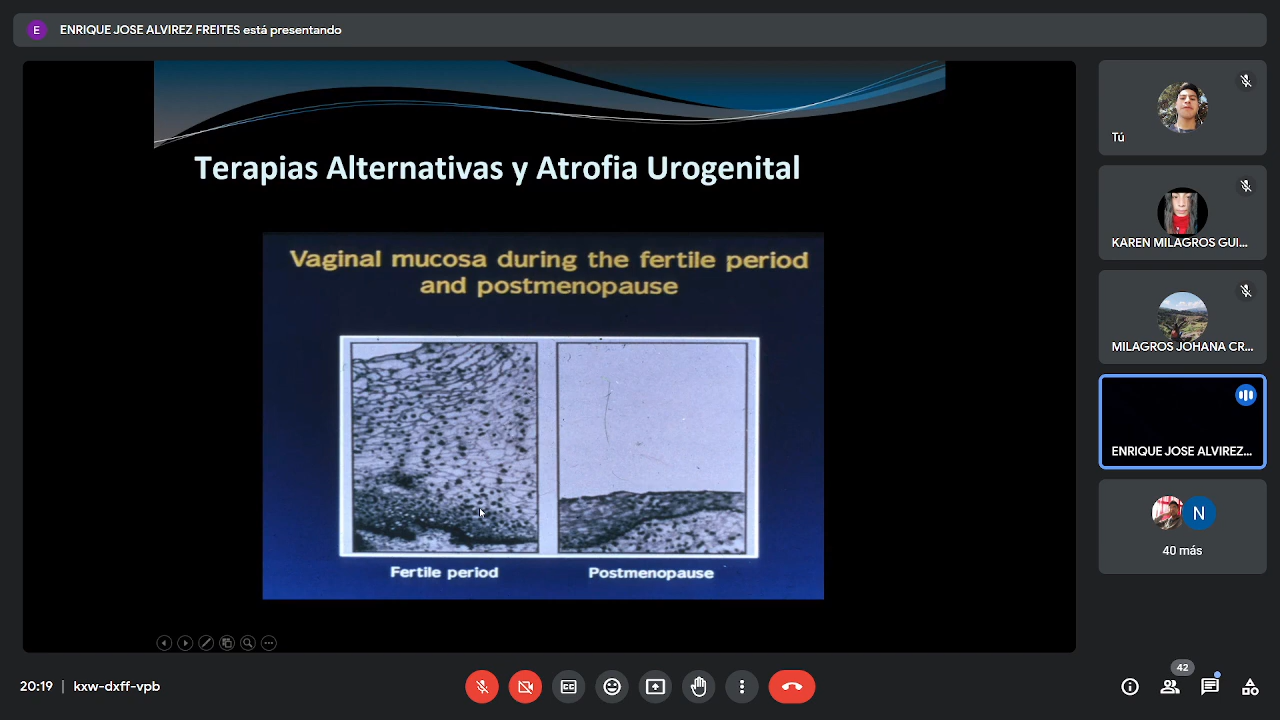 E
ENRIQUE JOSE ALVIREZ FREITES está presentando
Terapias Alternativas y Atrofia Urogenital
Vaginal mucosa during the fertile period
and postmenopause
Fertile period
Postmenopause
Tú
KAREN MILAGROS GUI...
MILAGROS JOHANA CR...
ENRIQUE JOSE ALVIREZ...
N
40 más
20:19 | kxw-dxff-vpb
42